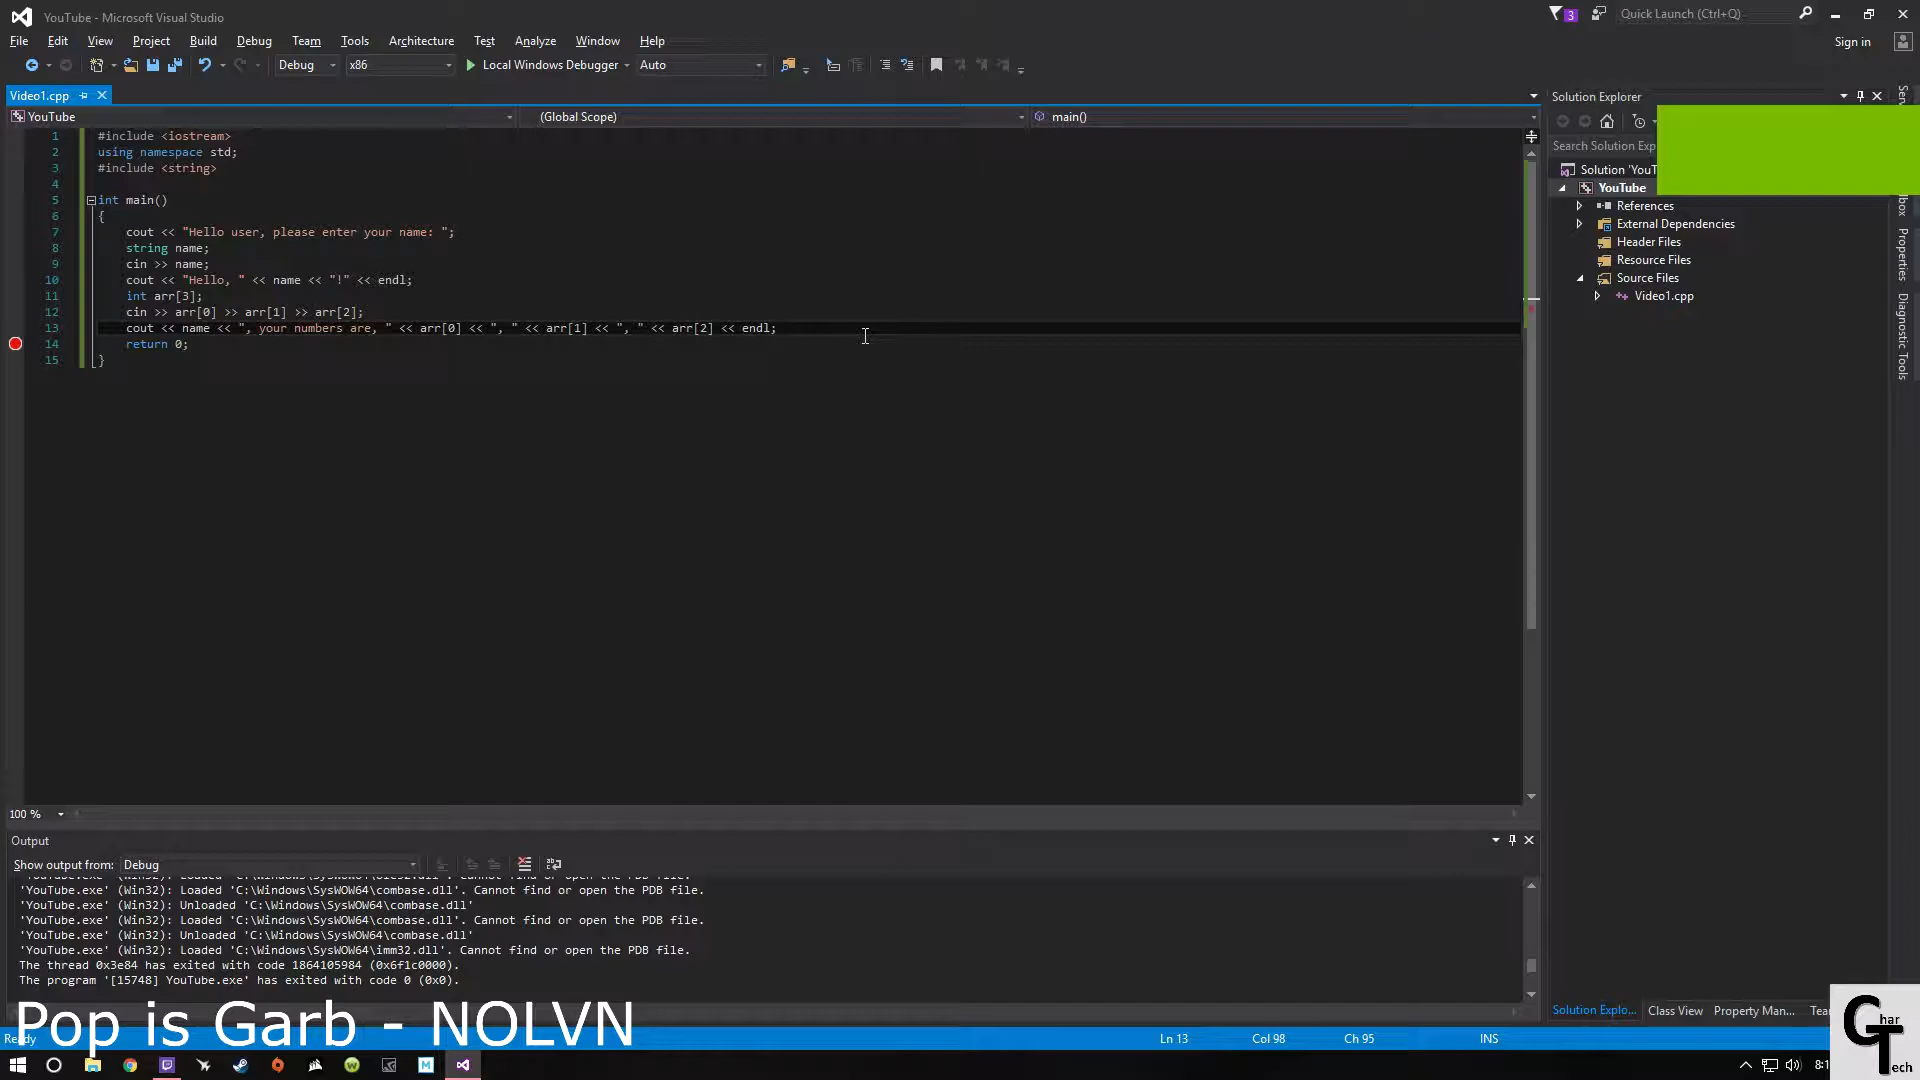 YouTube - Microsoft Visual Studio
3
Quick Launch (Ctrl+Q)
File Edit View Project Build Debug Team Tools Architecture Test Analyze Window Help
Sign in
Debug x86 Local Windows Debugger Auto
Video1.cpp
Solution Explorer
YouTube (Global Scope) main()
Search Solution Exp
1 #include <iostream>
2 using namespace std;
3 #include <string>
4
5 int main()
6 {
7 cout << "Hello user, please enter your name: ";
8 string name;
9 cin >> name;
10 cout << "Hello, " << name << "!" << endl;
11 int arr[3];
12 cin >> arr[0] >> arr[1] >> arr[2];
13 cout << name << ", your numbers are, " << arr[0] << ", " << arr[1] << ", " << arr[2] << endl;
14 return 0;
15 }
Solution 'YouT
YouTube
References
External Dependencies
Header Files
Resource Files
Source Files
Video1.cpp
Properties
Diagnostic Tools
100 %
Output
Show output from: Debug
'YouTube.exe' (Win32): Loaded 'C:\Windows\SysWOW64\combase.dll'. Cannot find or open the PDB file.
'YouTube.exe' (Win32): Unloaded 'C:\Windows\SysWOW64\combase.dll'
'YouTube.exe' (Win32): Loaded 'C:\Windows\SysWOW64\combase.dll'. Cannot find or open the PDB file.
'YouTube.exe' (Win32): Unloaded 'C:\Windows\SysWOW64\combase.dll'
'YouTube.exe' (Win32): Loaded 'C:\Windows\SysWOW64\imm32.dll'. Cannot find or open the PDB file.
The thread 0x3e84 has exited with code 1864105984 (0x6f1c0000).
The program '[15748] YouTube.exe' has exited with code 0 (0x0).
Solution Explo... Class View Property Man... Tea
Pop is Garb - NOLVN
Ready
Ln 13 Col 98 Ch 95 INS
8:1
Char
Tech